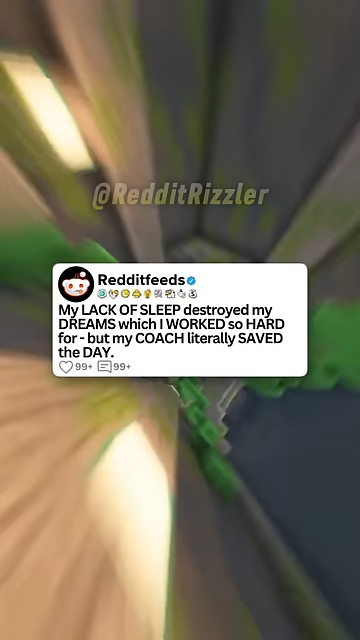 @RedditRizzler
Redditfeeds
My LACK OF SLEEP destroyed my
DREAMS which I WORKED so HARD
for - but my COACH literally SAVED
the DAY.
99+ 99+